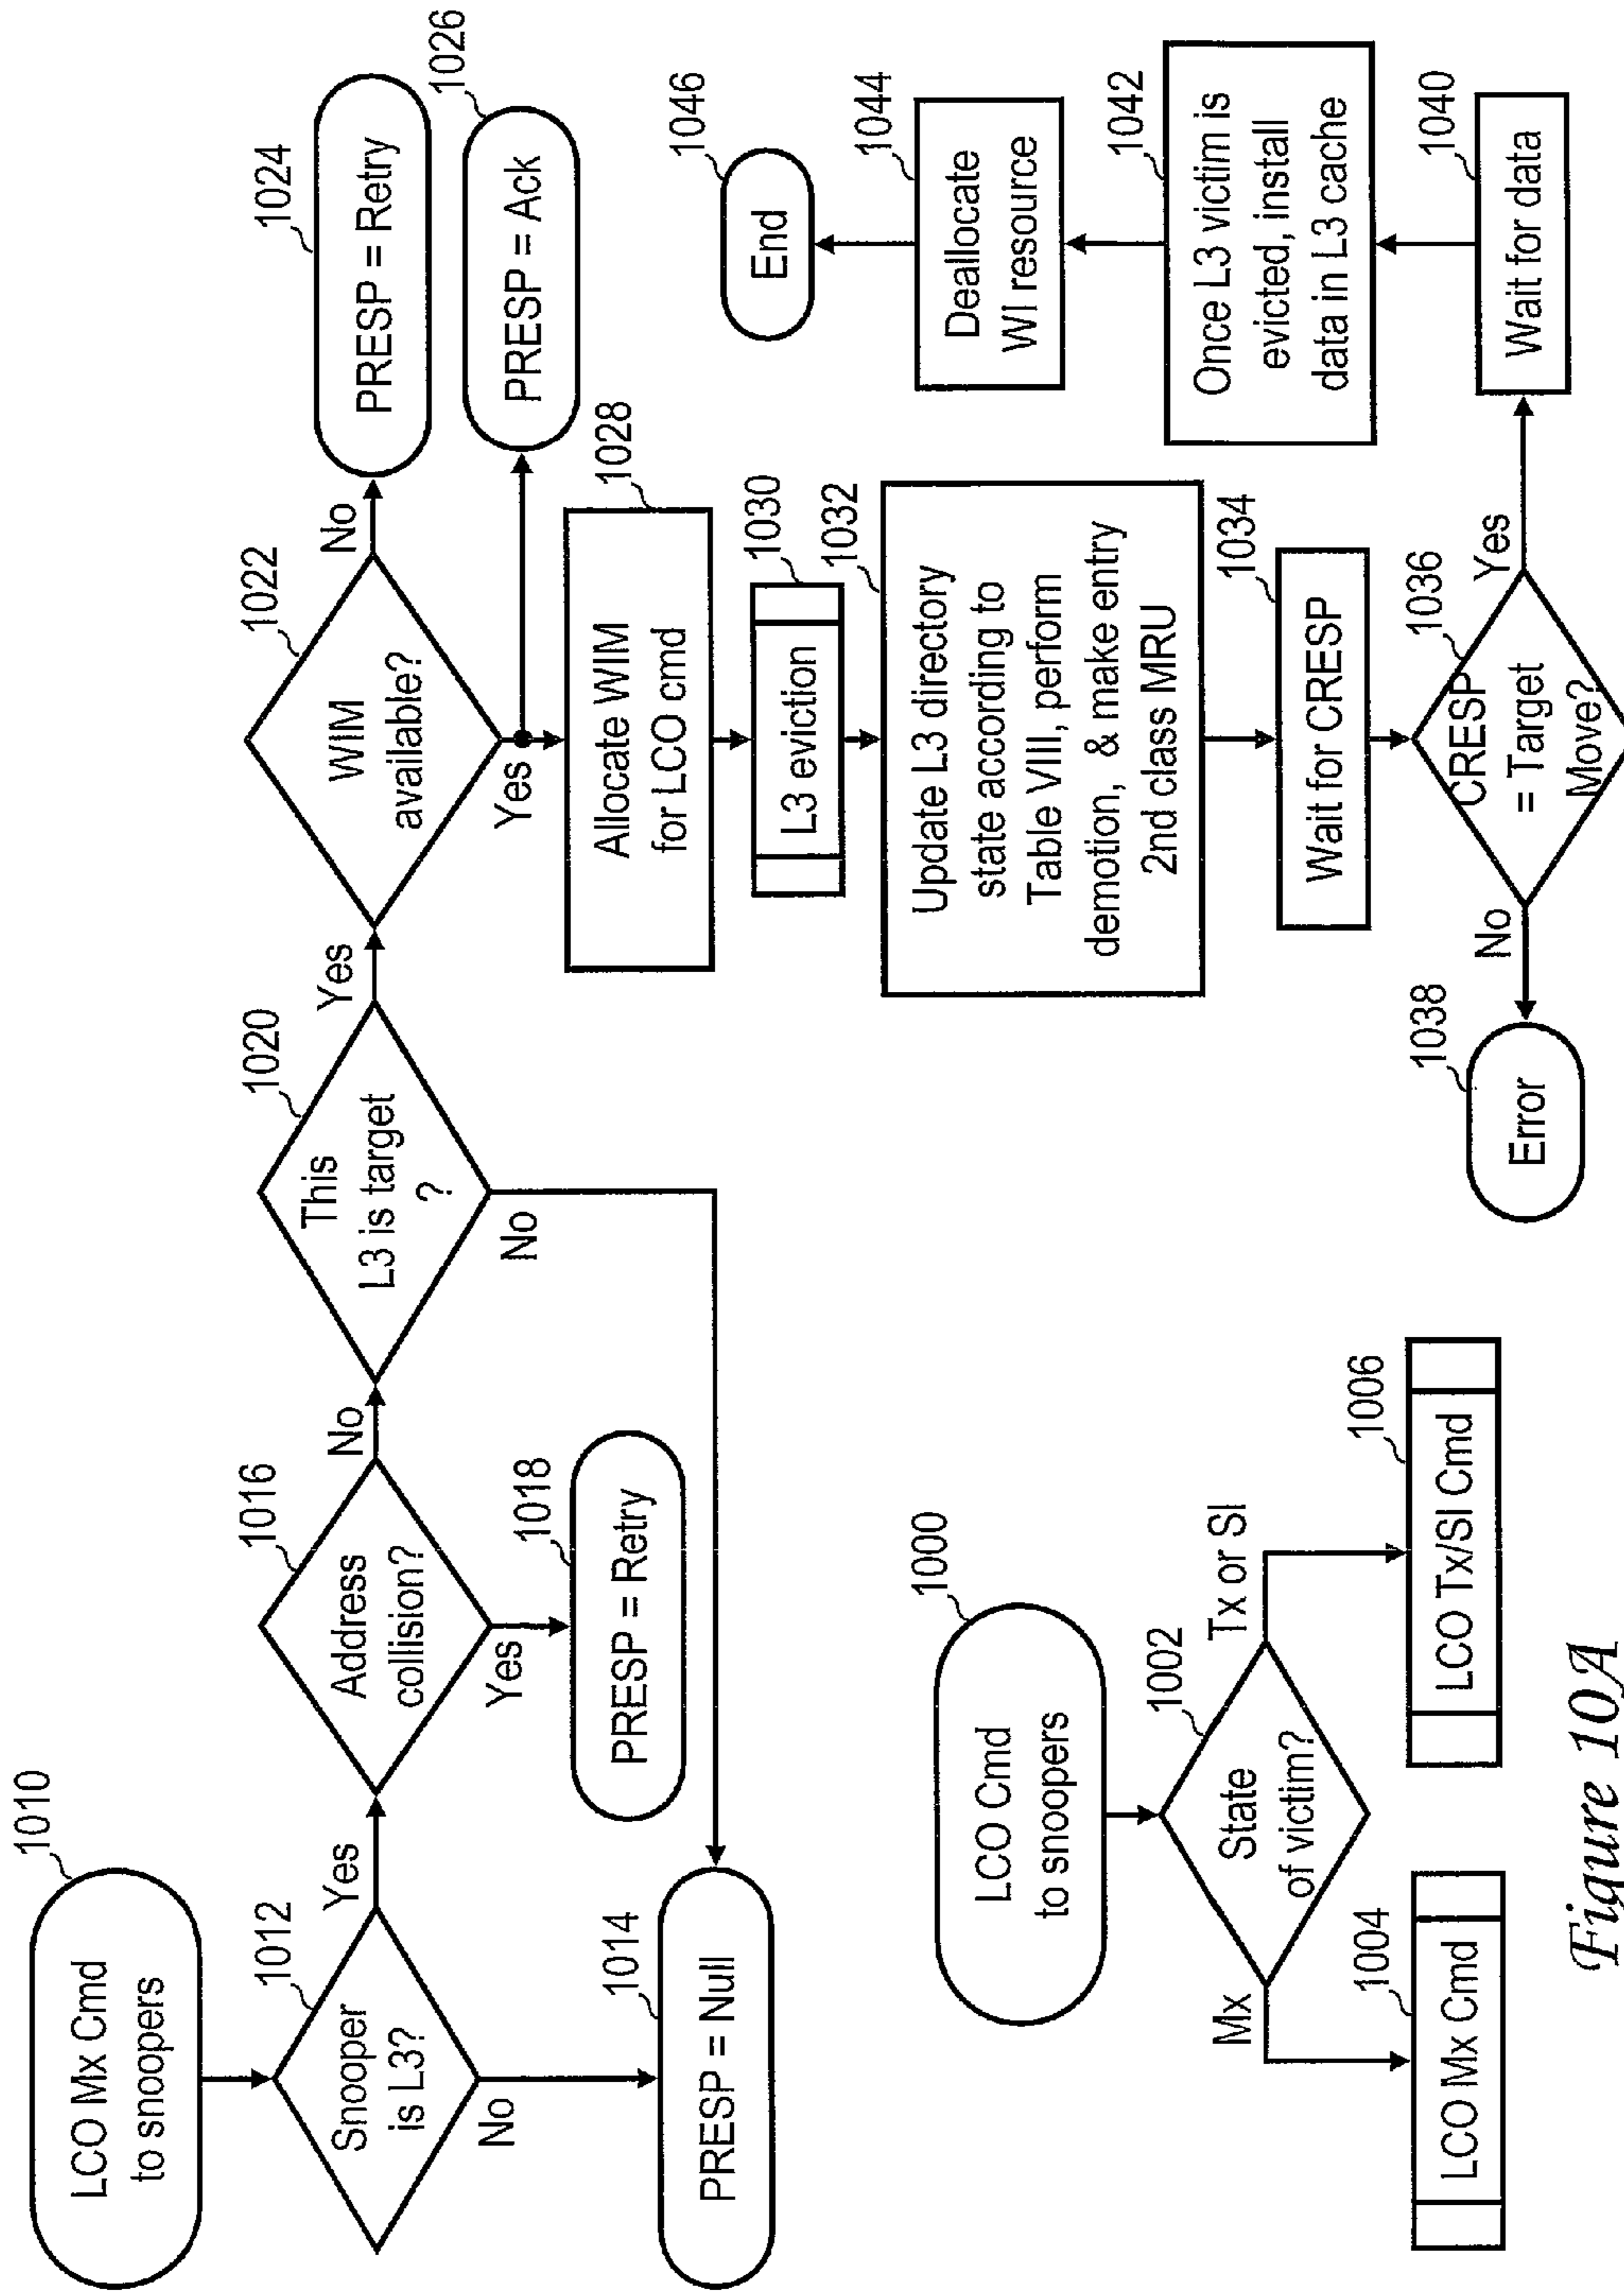 1010
LCO Mx Cmd
to snoopers
1012
Snooper
is L3?
Yes
No
1014
PRESP = Null
1016
Address
collision?
No
Yes
1018
PRESP = Retry
1020
This
L3 is target
?
Yes
No
1022
WIM
available?
No
Yes
1024
PRESP = Retry
1026
PRESP = Ack
1028
Allocate WIM
for LCO cmd
1030
L3 eviction
1032
Update L3 directory
state according to
Table VIII, perform
demotion, & make entry
2nd class MRU
1034
Wait for CRESP
1036
CRESP
= Target
Move?
No
Yes
1038
Error
1040
Wait for data
1042
Once L3 victim is
evicted, install
data in L3 cache
1044
Deallocate
WI resource
1046
End
1000
LCO Cmd
to snoopers
1002
State
of victim?
Mx
Tx or SI
1004
LCO Mx Cmd
1006
LCO Tx/SI Cmd
Figure 10A